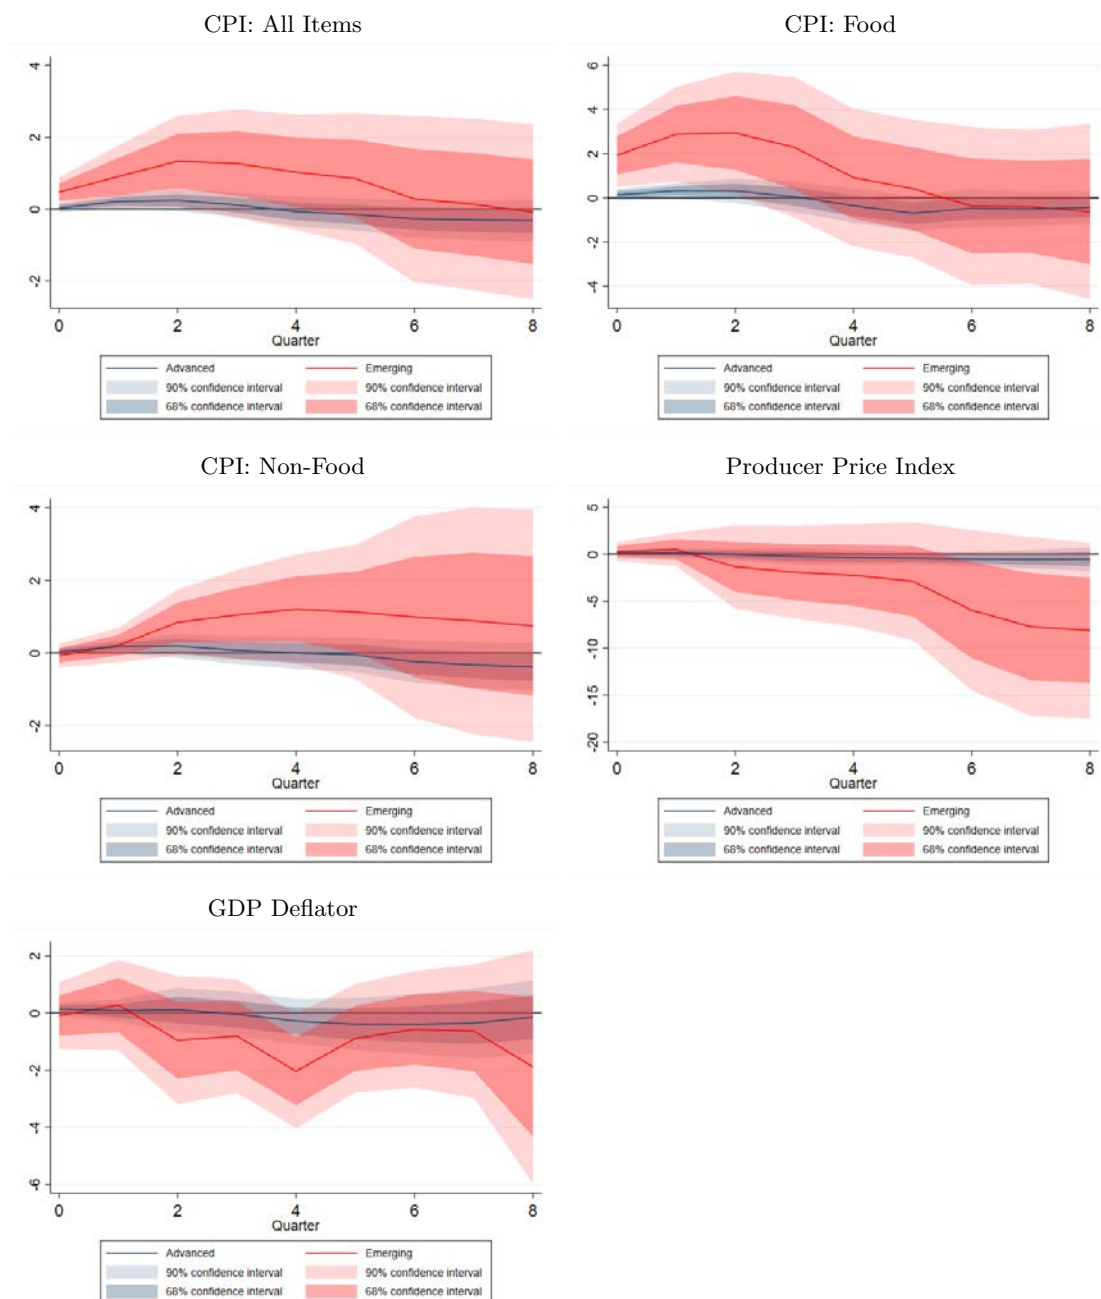 CPI: All Items
4
2
0
-2
0 2 4 6 8
Quarter
Advanced Emerging
90% confidence interval 90% confidence interval
68% confidence interval 68% confidence interval
CPI: Food
6
4
2
0
-2
-4
0 2 4 6 8
Quarter
Advanced Emerging
90% confidence interval 90% confidence interval
68% confidence interval 68% confidence interval
CPI: Non-Food
4
2
0
-2
0 2 4 6 8
Quarter
Advanced Emerging
90% confidence interval 90% confidence interval
68% confidence interval 68% confidence interval
Producer Price Index
5
0
-5
-10
-15
-20
0 2 4 6 8
Quarter
Advanced Emerging
90% confidence interval 90% confidence interval
68% confidence interval 68% confidence interval
GDP Deflator
2
0
-2
-4
-6
0 2 4 6 8
Quarter
Advanced Emerging
90% confidence interval 90% confidence interval
68% confidence interval 68% confidence interval